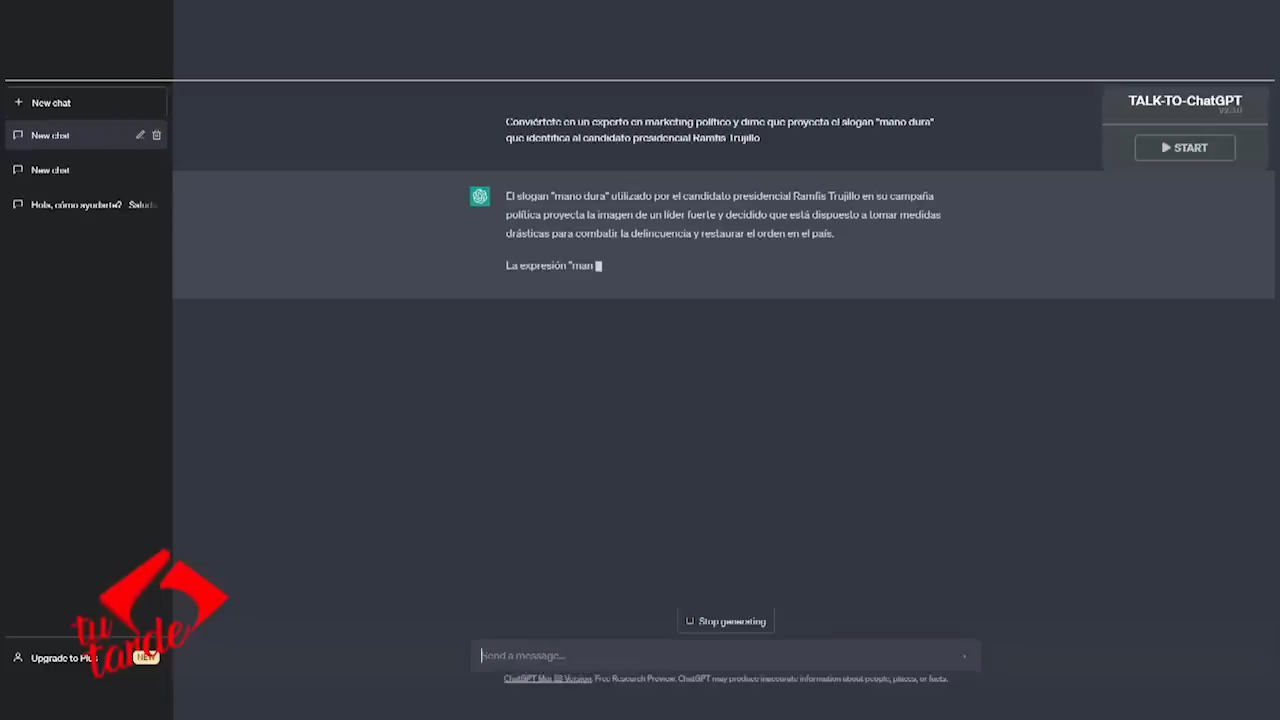 New chat
New chat
New chat
Hola, cómo ayudarte? Saluda
Upgrade to Plus
NEW
tu
tarde
Conviértete en un experto en marketing político y dime que proyecta el slogan "mano dura"
que identifica al candidato presidencial Ramfis Trujillo
El slogan "mano dura" utilizado por el candidato presidencial Ramfis Trujillo en su campaña
política proyecta la imagen de un líder fuerte y decidido que está dispuesto a tomar medidas
drásticas para combatir la delincuencia y restaurar el orden en el país.
La expresión "man
TALK-TO-ChatGPT
START
Stop generating
Send a message...
ChatGPT May 3 Version. Free Research Preview. ChatGPT may produce inaccurate information about people, places, or facts.